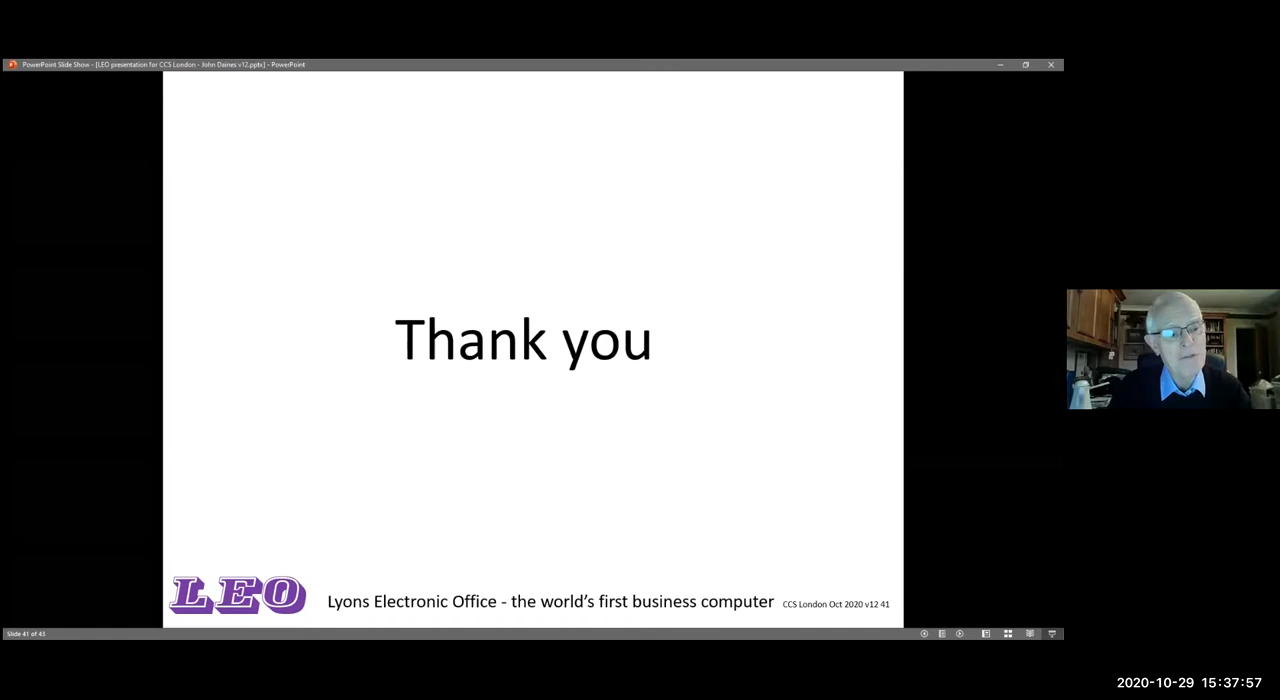 PowerPoint Slide Show - [LEO presentation for CCS London - John Daines v12.pptx] - PowerPoint
Thank you
LEO
Lyons Electronic Office - the world's first business computer
CCS London Oct 2020 v12 41
Slide 41 of 43
2020-10-29 15:37:57